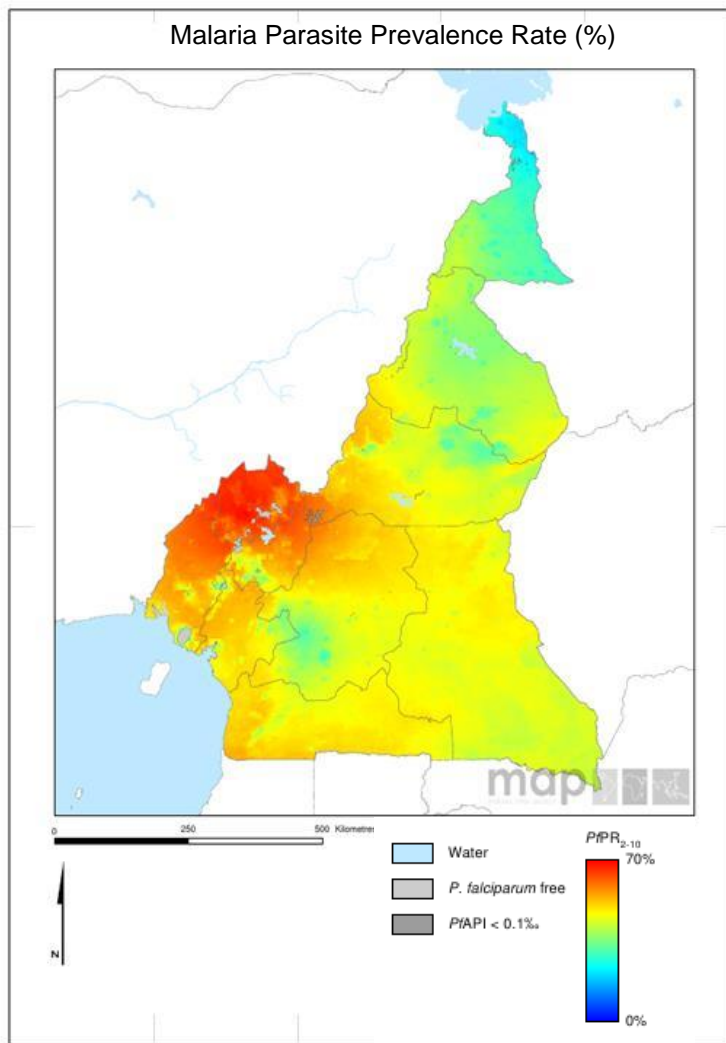 Malaria Parasite Prevalence Rate (%)
map
0 250 500 Kilometres
Water
P. falciparum free
PfAPI < 0.1‰
N
PfPR2-10
70%
0%